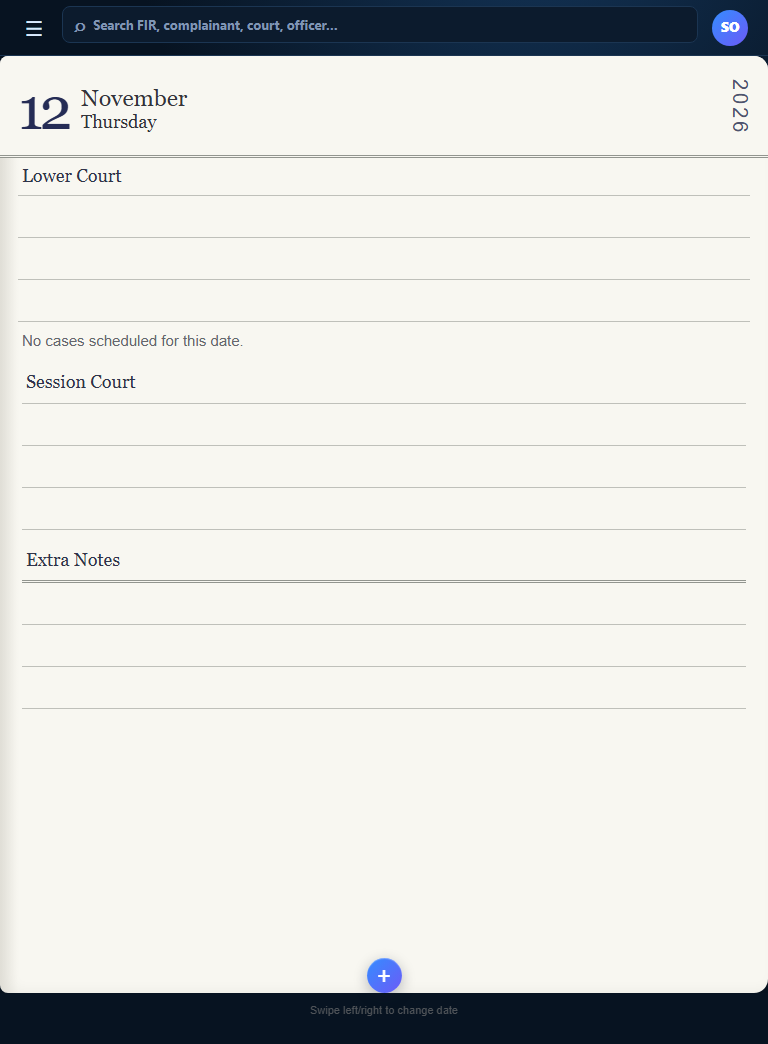 Search FIR, complainant, court, officer...
SO
12
November
Thursday
2026
Lower Court
No cases scheduled for this date.
Session Court
Extra Notes
+
Swipe left/right to change date